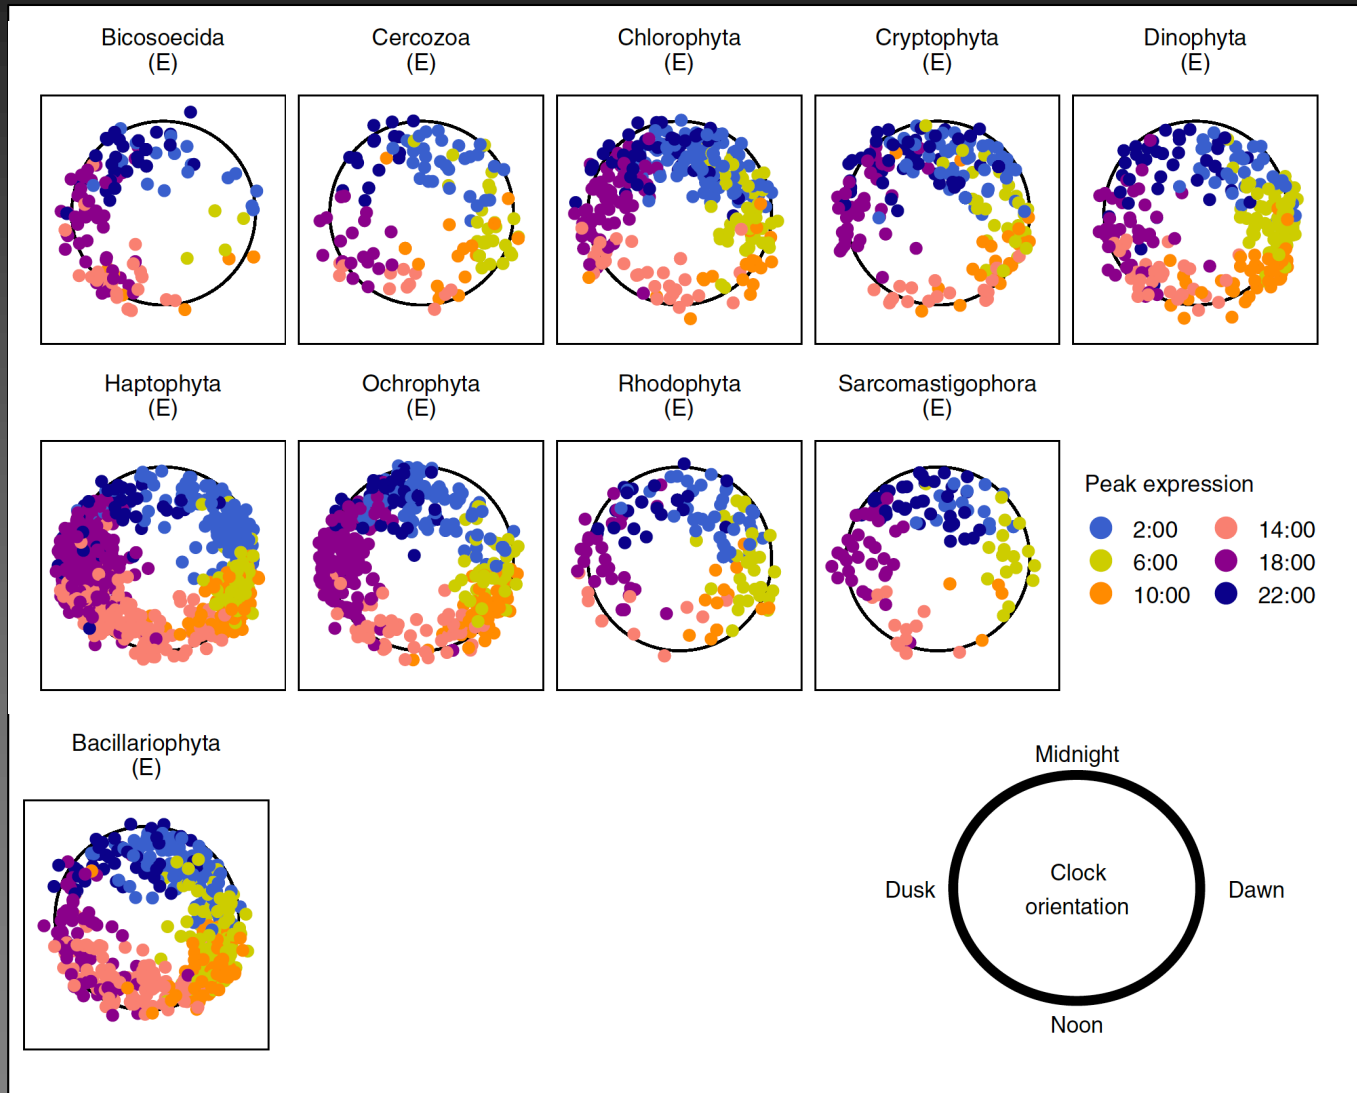 Bicosoecida
(E)
Cercozoa
(E)
Chlorophyta
(E)
Cryptophyta
(E)
Dinophyta
(E)
Haptophyta
(E)
Ochrophyta
(E)
Rhodophyta
(E)
Sarcomastigophora
(E)
Peak expression
2:00 14:00
6:00 18:00
10:00 22:00
Bacillariophyta
(E)
Midnight
Dusk
Clock
orientation
Dawn
Noon